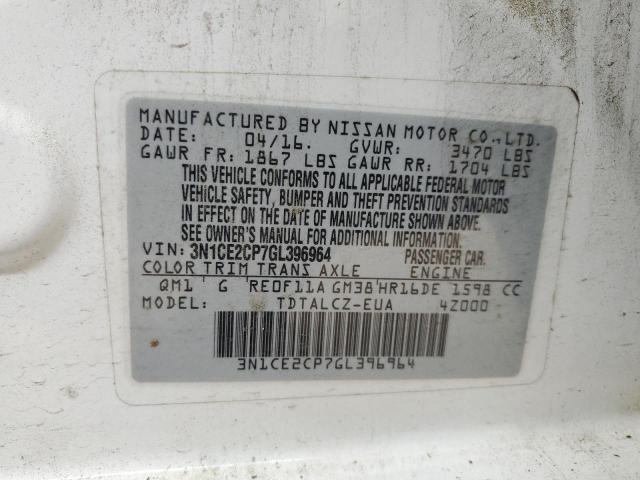 MANUFACTURED BY NISSAN MOTOR CO., LTD.
DATE: 04/16. GVWR: 3470 LBS
GAWR FR: 1867 LBS GAWR RR: 1704 LBS
THIS VEHICLE CONFORMS TO ALL APPLICABLE FEDERAL MOTOR
VEHICLE SAFETY, BUMPER AND THEFT PREVENTION STANDARDS
IN EFFECT ON THE DATE OF MANUFACTURE SHOWN ABOVE.
SEE OWNER'S MANUAL FOR ADDITIONAL INFORMATION
VIN: 3N1CE2CP7GL396964 PASSENGER CAR.
COLOR TRIM TRANS AXLE ENGINE
QM1 G RE0F11A GM38 HR16DE 1598 CC
MODEL: TDTALCZ-EUA 4Z000
3N1CE2CP7GL396964